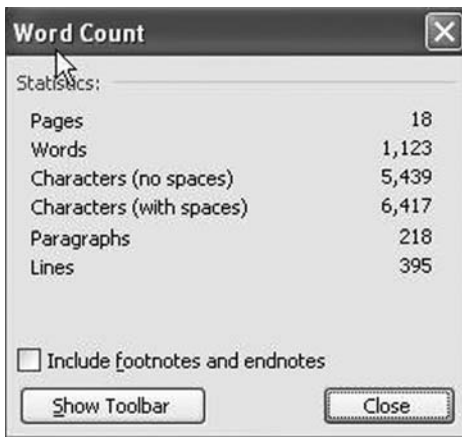 Word Count
Statistics:
Pages 18
Words 1,123
Characters (no spaces) 5,439
Characters (with spaces) 6,417
Paragraphs 218
Lines 395
Include footnotes and endnotes
Show Toolbar Close